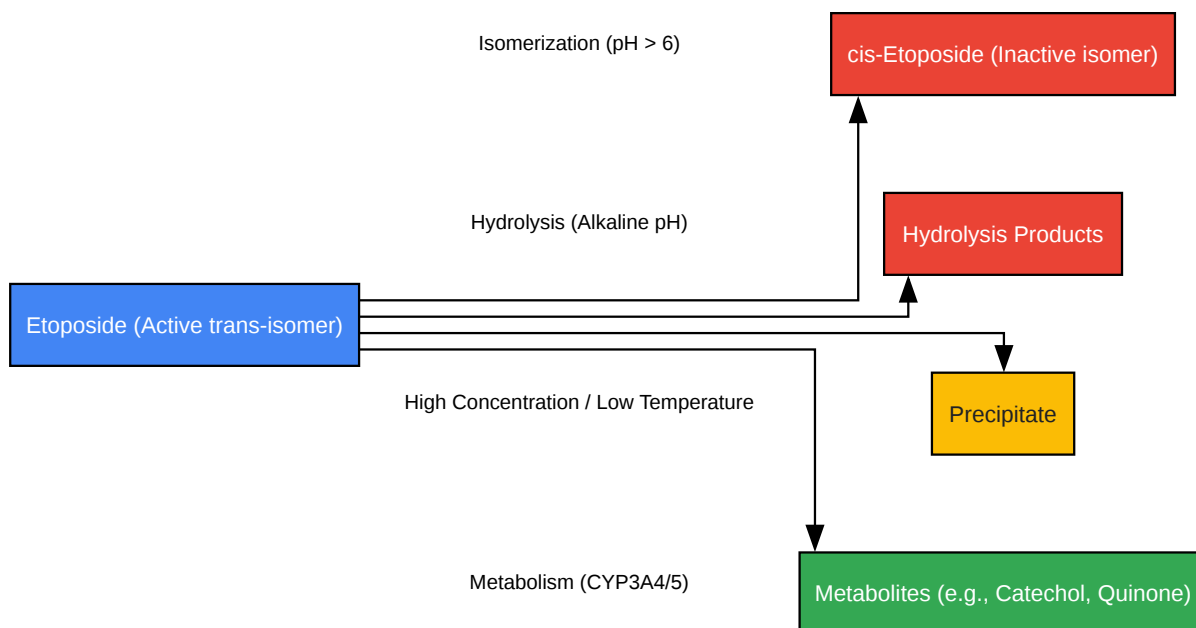 Isomerization (pH > 6)
cis-Etoposide (Inactive isomer)
Hydrolysis (Alkaline pH)
Hydrolysis Products
Etoposide (Active trans-isomer)
High Concentration / Low Temperature
Precipitate
Metabolism (CYP3A4/5)
Metabolites (e.g., Catechol, Quinone)